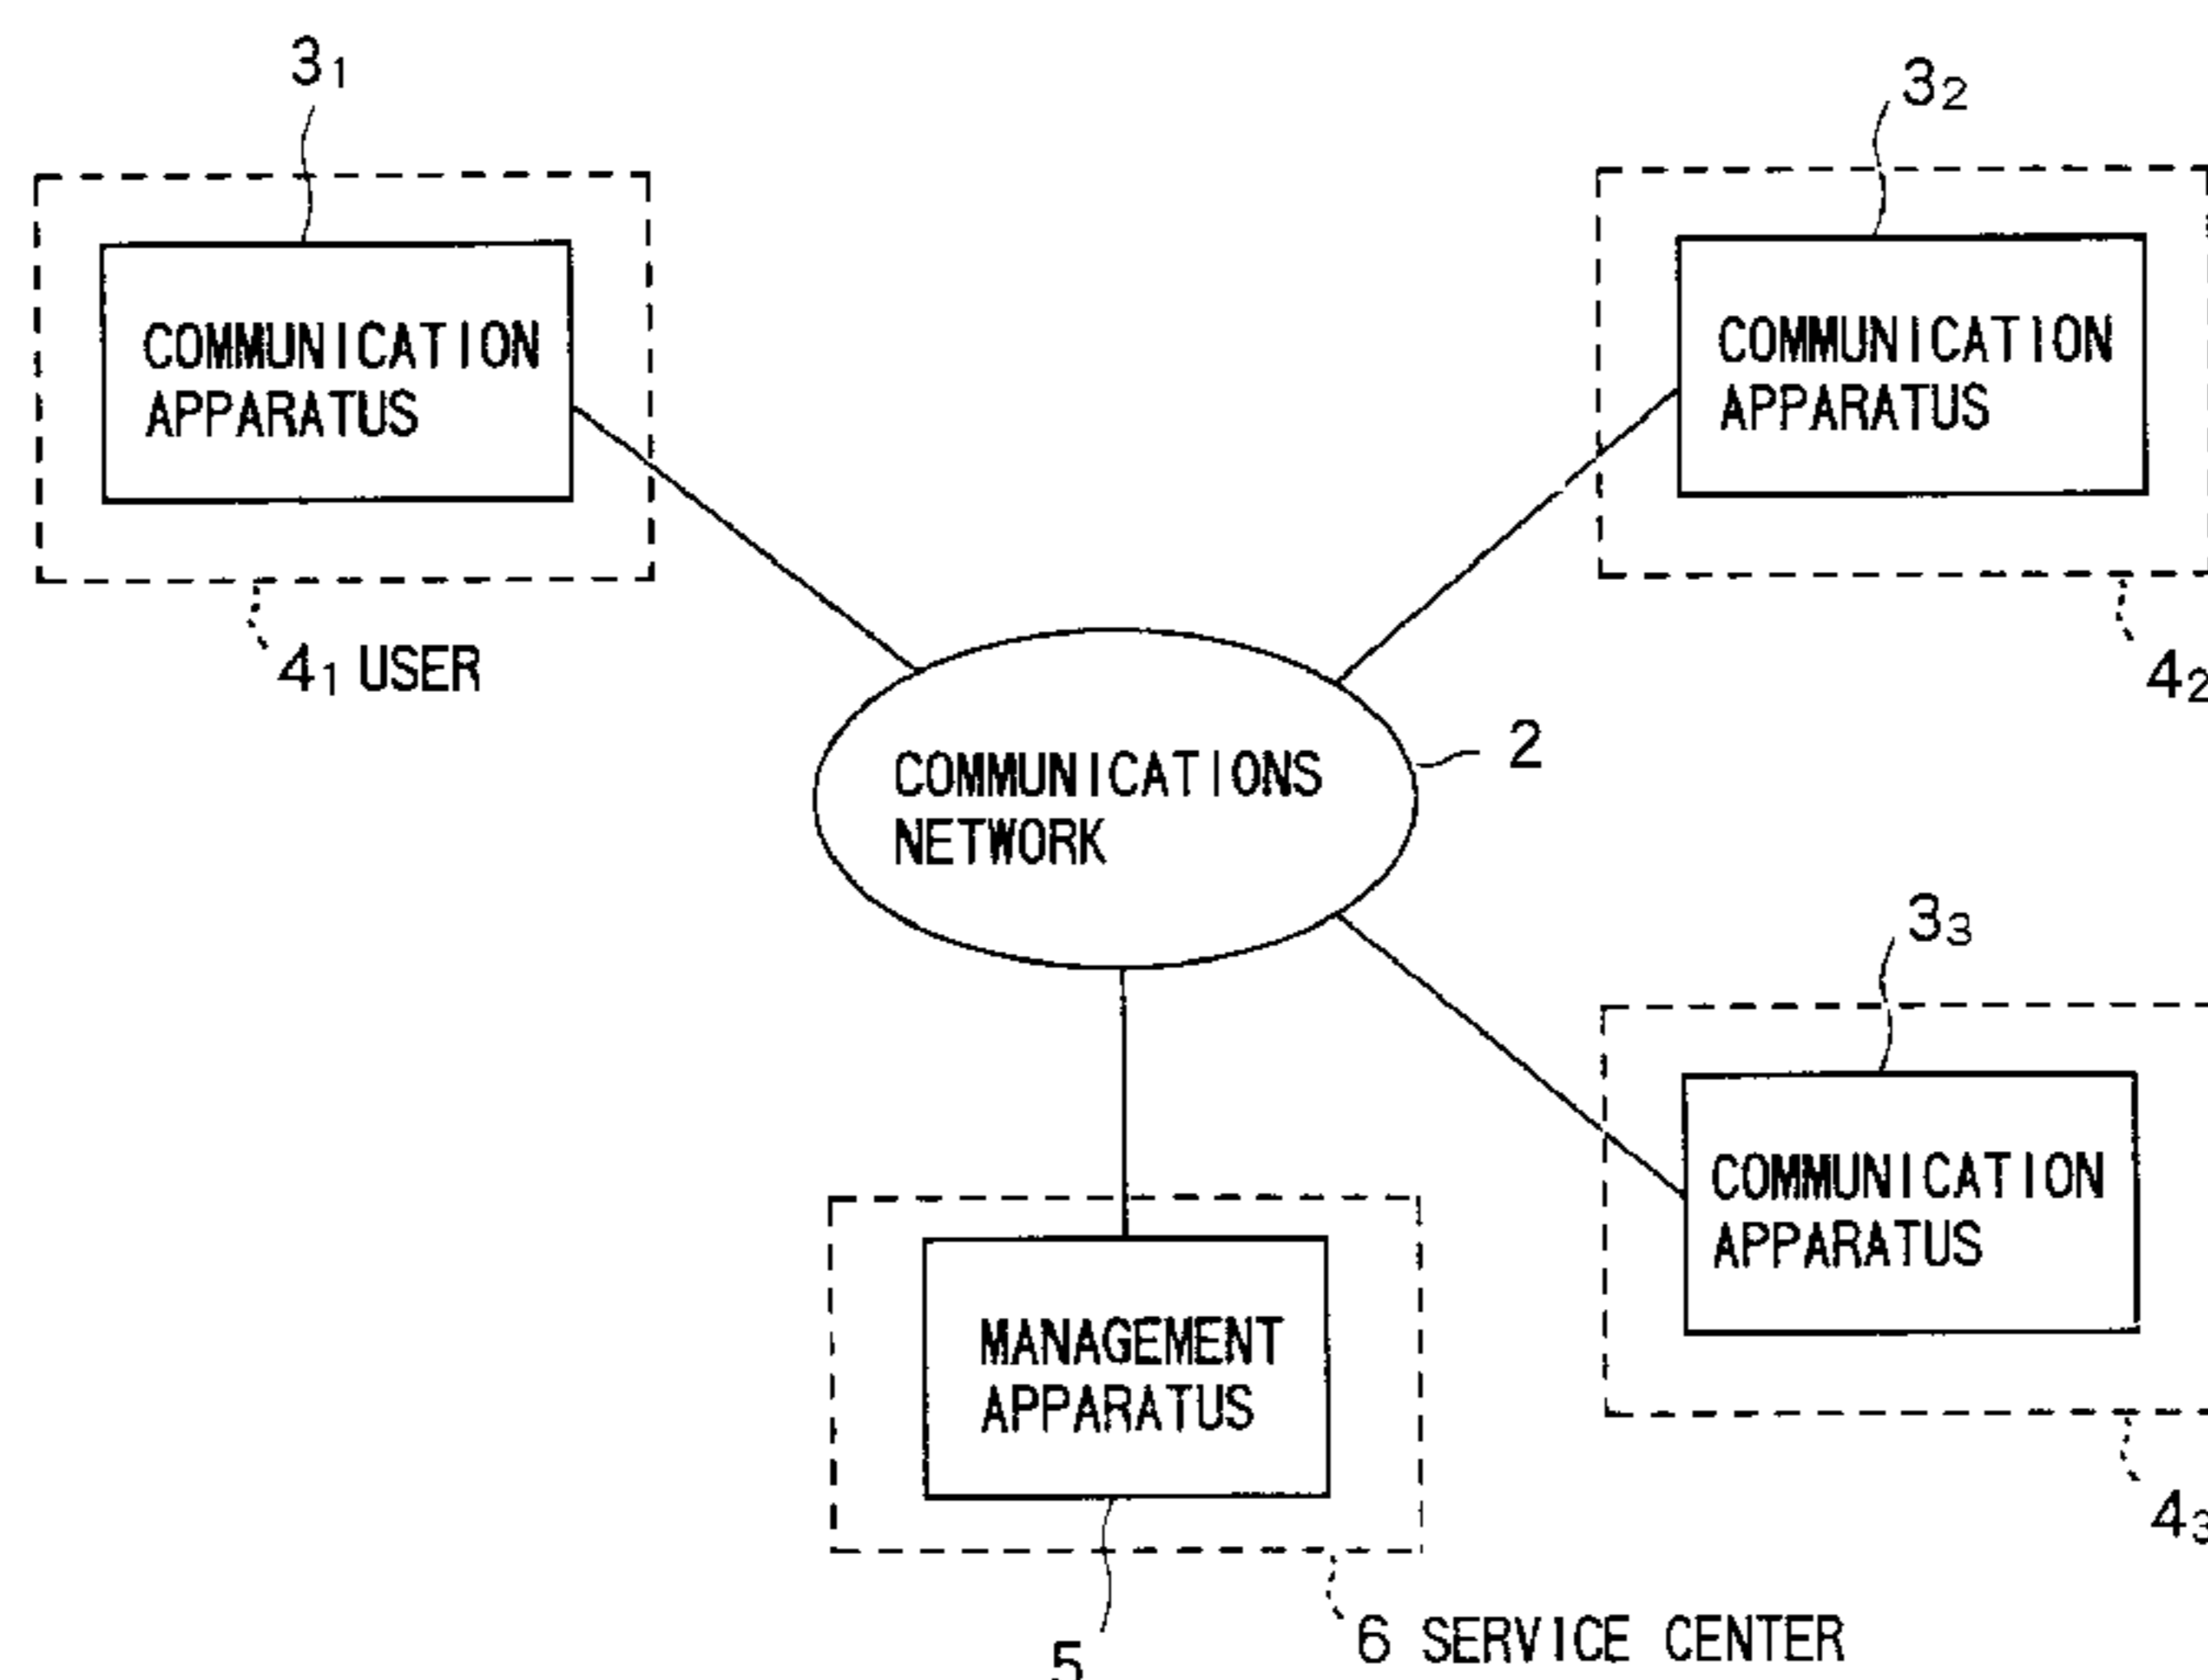 3₁
3₂
COMMUNICATION
APPARATUS
COMMUNICATION
APPARATUS
4₁ USER
4₂
2
COMMUNICATIONS
NETWORK
3₃
COMMUNICATION
APPARATUS
MANAGEMENT
APPARATUS
4₃
5
6 SERVICE CENTER